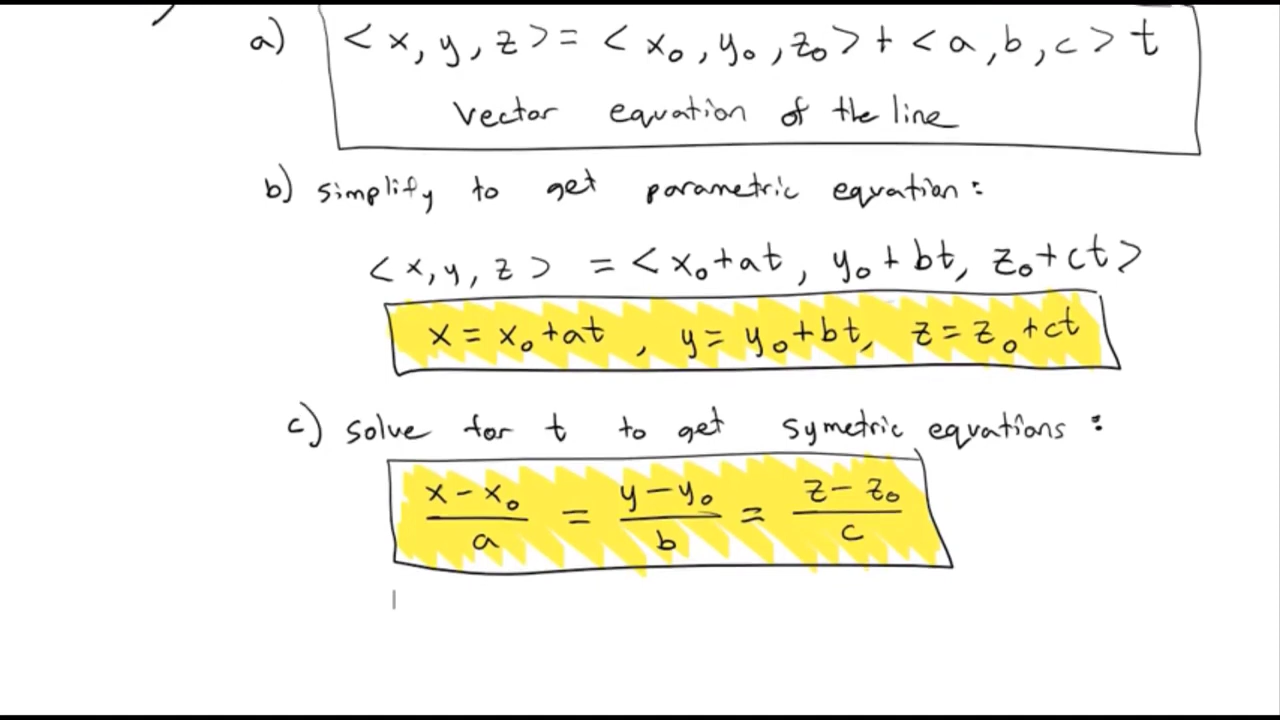 a) < x, y, z > = < x₀, y₀, z₀ > + < a, b, c > t
vector equation of the line
b) simplify to get parametric equation:
< x, y, z > = < x₀+at, y₀+bt, z₀+ct >
x = x₀+at, y = y₀+bt, z = z₀+ct
c) solve for t to get symetric equations:
x-x₀/a = y-y₀/b = z-z₀/c